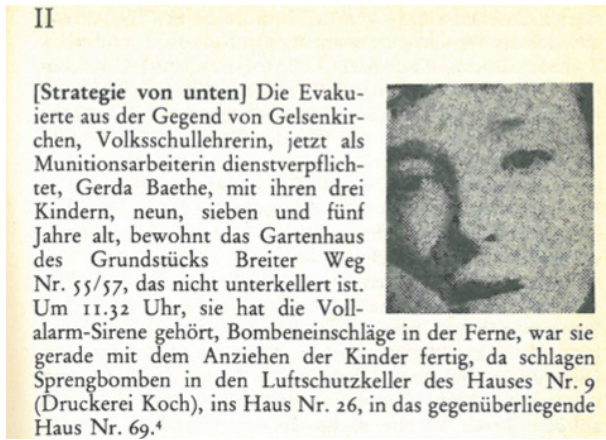 II
[Strategie von unten] Die Evaku-
ierte aus der Gegend von Gelsenkir-
chen, Volksschullehrerin, jetzt als
Munitionsarbeiterin dienstverpflich-
tet, Gerda Baethe, mit ihren drei
Kindern, neun, sieben und fünf
Jahre alt, bewohnt das Gartenhaus
des Grundstücks Breiter Weg
Nr. 55/57, das nicht unterkellert ist.
Um 11.32 Uhr, sie hat die Voll-
alarm-Sirene gehört, Bombeneinschläge in der Ferne, war sie
gerade mit dem Anziehen der Kinder fertig, da schlagen
Sprengbomben in den Luftschutzkeller des Hauses Nr. 9
(Druckerei Koch), ins Haus Nr. 26, in das gegenüberliegende
Haus Nr. 69.⁴